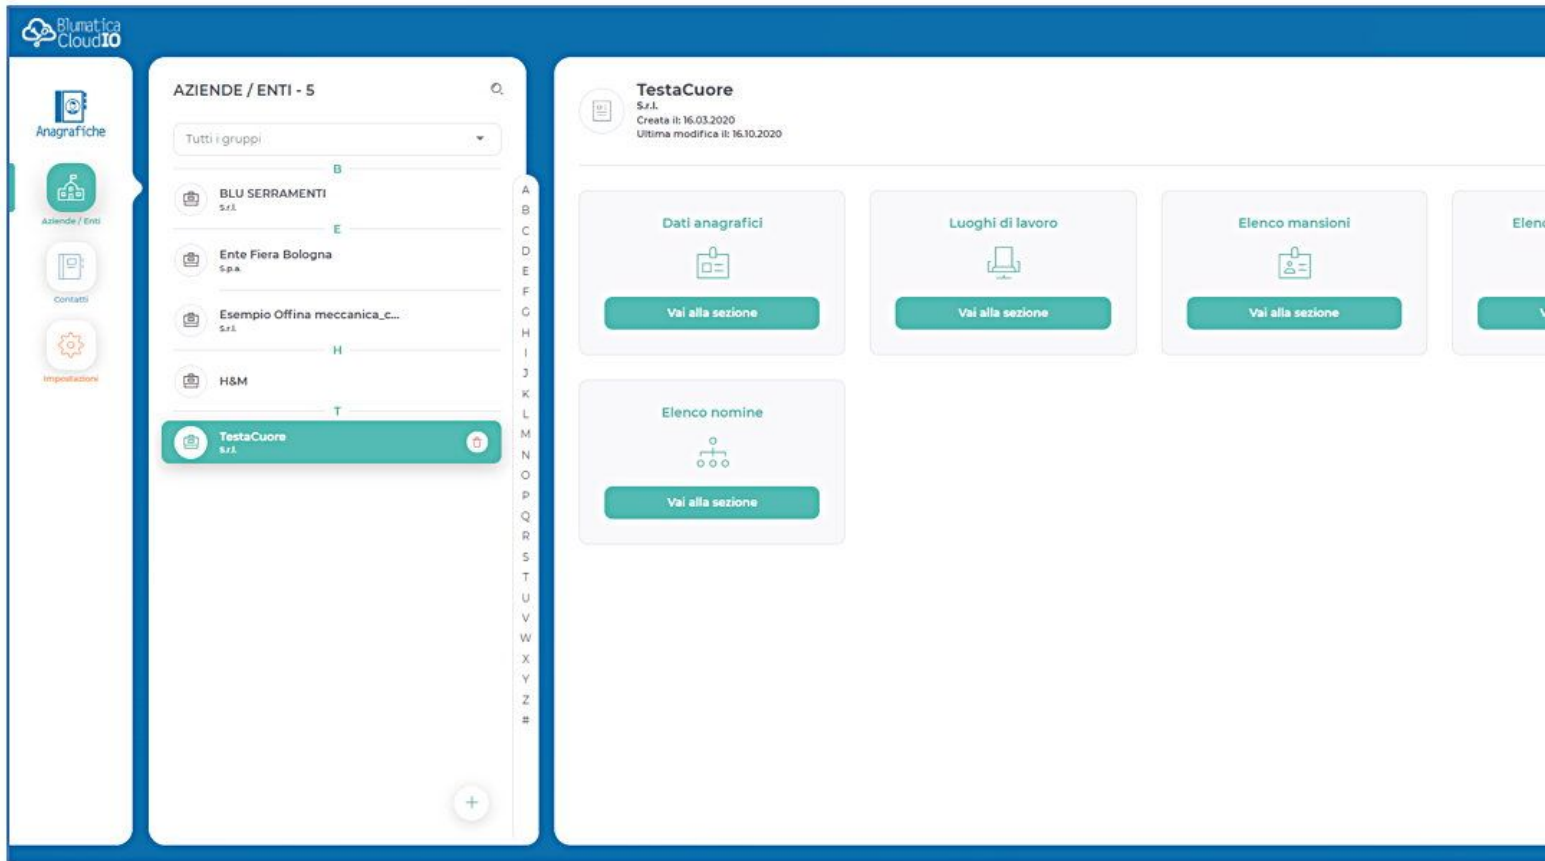 Blumatica
CloudIO
Anagrafiche
Aziende / Enti
Contatti
Impostazioni
AZIENDE / ENTI - 5
Tutti i gruppi
B
BLU SERRAMENTI
S.r.l.
E
Ente Fiera Bologna
S.p.a.
Esempio Offina meccanica_c...
S.r.l.
H
H&M
T
TestaCuore
S.r.l.
A
B
C
D
E
F
G
H
I
J
K
L
M
N
O
P
Q
R
S
T
U
V
W
X
Y
Z
#
+
TestaCuore
S.r.l.
Creata il: 16.03.2020
Ultima modifica il: 16.10.2020
Dati anagrafici
Vai alla sezione
Luoghi di lavoro
Vai alla sezione
Elenco mansioni
Vai alla sezione
Elenco nomine
Vai alla sezione